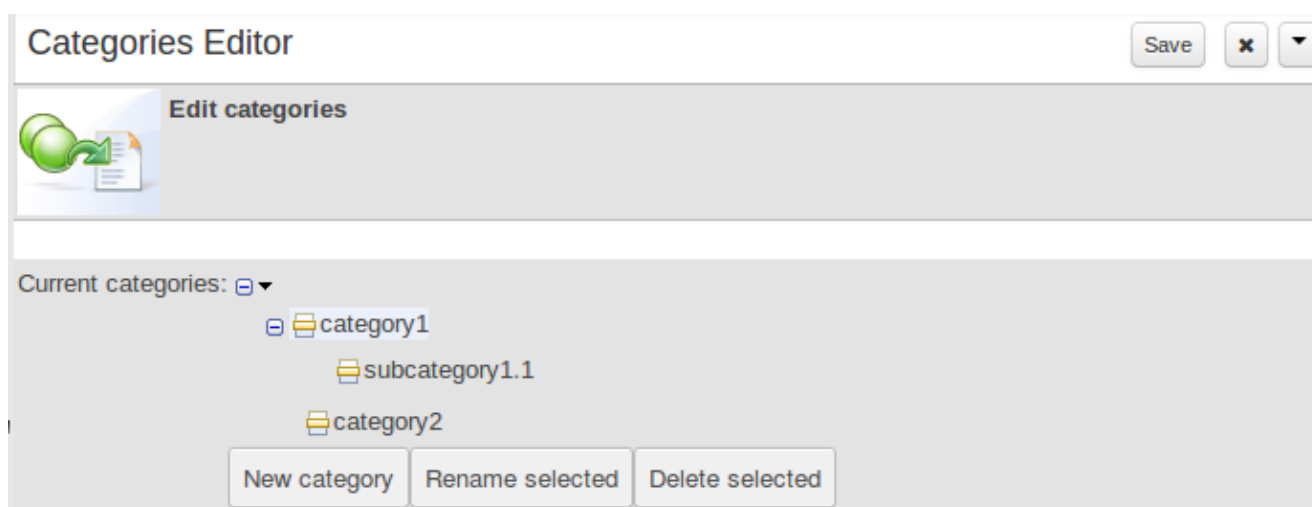 Categories Editor
Save
Edit categories
Current categories:
category1
subcategory1.1
category2
New category Rename selected Delete selected